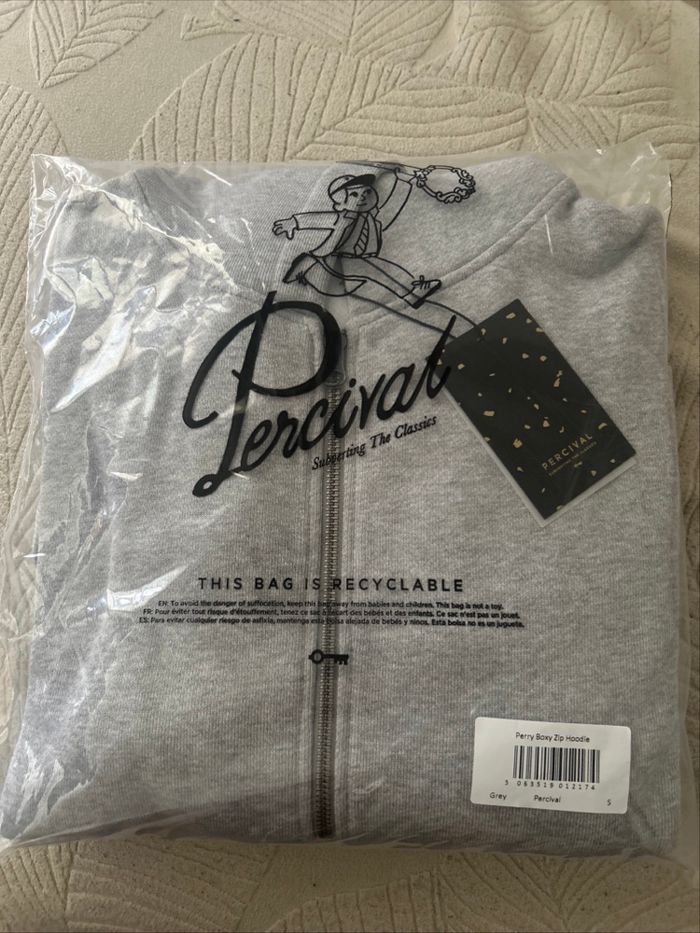 Percival
Subverting The Classics
PERCIVAL
SUBVERTING THE CLASSICS
THIS BAG IS RECYCLABLE
EN: To avoid the danger of suffocation, keep this bag away from babies and children. This bag is not a toy.
FR: Pour éviter tout risque d'étouffement, tenez ce sac à l'écart des bébés et des enfants. Ce sac n'est pas un jouet.
ES: Para evitar cualquier riesgo de asfixia, mantenga esta bolsa alejada de bebés y ninos. Esta bolsa no es un juguete.
Perry Boxy Zip Hoodie
5 063519 012174
Grey Percival S